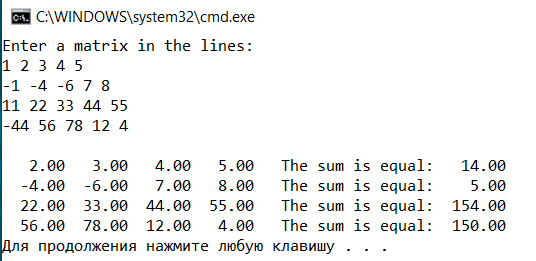 C:\WINDOWS\system32\cmd.exe
Enter a matrix in the lines:
1 2 3 4 5
-1 -4 -6 7 8
11 22 33 44 55
-44 56 78 12 4
2.00 3.00 4.00 5.00 The sum is equal: 14.00
-4.00 -6.00 7.00 8.00 The sum is equal: 5.00
22.00 33.00 44.00 55.00 The sum is equal: 154.00
56.00 78.00 12.00 4.00 The sum is equal: 150.00
Для продолжения нажмите любую клавишу . . .